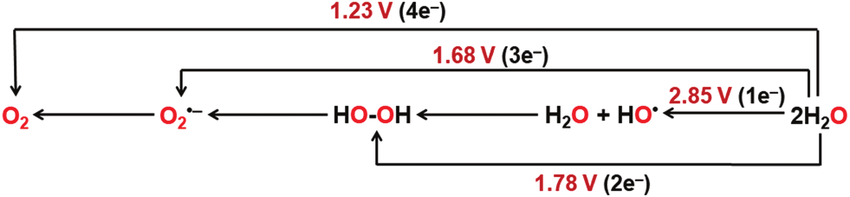 1.23 V (4e⁻)
1.68 V (3e⁻)
2.85 V (1e⁻)
O₂ O₂•⁻ HO-OH H₂O + HO• 2H₂O
1.78 V (2e⁻)